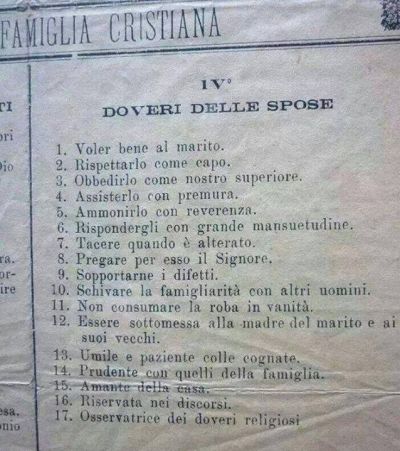 FAMIGLIA CRISTIANA
IV°
DOVERI DELLE SPOSE
1. Voler bene al marito.
2. Rispettarlo come capo.
3. Obbedirlo come nostro superiore.
4. Assisterlo con premura.
5. Ammonirlo con reverenza.
6. Rispondergli con grande mansuetudine.
7. Tacere quando è alterato.
8. Pregare per esso il Signore.
9. Sopportarne i difetti.
10. Schivare la famigliarità con altri uomini.
11. Non consumare la roba in vanità.
12. Essere sottomessa alla madre del marito e ai
suoi vecchi.
13. Umile e paziente colle cognate.
14. Prudente con quelli della famiglia.
15. Amante della casa.
16. Riservata nei discorsi.
17. Osservatrice dei doveri religiosi